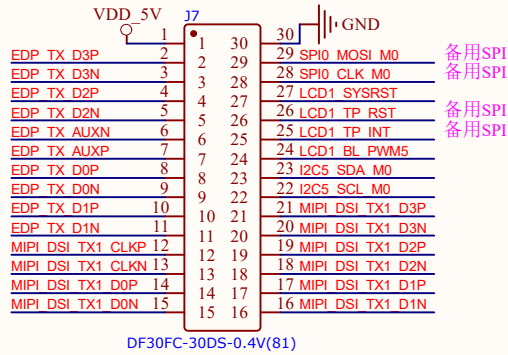 VDD_5V
J7
GND
1 1 30 30
EDP_TX_D3P 2 2 29 29 SPI0_MOSI_M0 备用SPI
EDP_TX_D3N 3 3 28 28 SPI0_CLK_M0 备用SPI
EDP_TX_D2P 4 4 27 27 LCD1_SYSRST
EDP_TX_D2N 5 5 26 26 LCD1_TP_RST 备用SPI
EDP_TX_AUXN 6 6 25 25 LCD1_TP_INT 备用SPI
EDP_TX_AUXP 7 7 24 24 LCD1_BL_PWM5
EDP_TX_D0P 8 8 23 23 I2C5_SDA_M0
EDP_TX_D0N 9 9 22 22 I2C5_SCL_M0
EDP_TX_D1P 10 10 21 21 MIPI_DSI_TX1_D3P
EDP_TX_D1N 11 11 20 20 MIPI_DSI_TX1_D3N
MIPI_DSI_TX1_CLKP 12 12 19 19 MIPI_DSI_TX1_D2P
MIPI_DSI_TX1_CLKN 13 13 18 18 MIPI_DSI_TX1_D2N
MIPI_DSI_TX1_D0P 14 14 17 17 MIPI_DSI_TX1_D1P
MIPI_DSI_TX1_D0N 15 15 16 16 MIPI_DSI_TX1_D1N
DF30FC-30DS-0.4V(81)